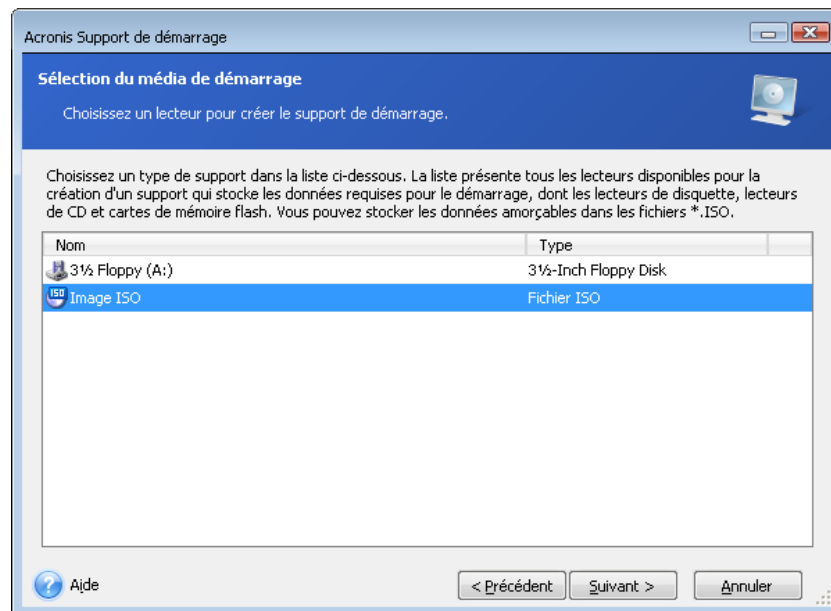 Acronis Support de démarrage
Sélection du média de démarrage
Choisissez un lecteur pour créer le support de démarrage.
Choisissez un type de support dans la liste ci-dessous. La liste présente tous les lecteurs disponibles pour la
création d'un support qui stocke les données requises pour le démarrage, dont les lecteurs de disquette, lecteurs
de CD et cartes de mémoire flash. Vous pouvez stocker les données amorçables dans les fichiers *.ISO.
Nom Type
3½ Floppy (A:) 3½-Inch Floppy Disk
ISO Image ISO Fichier ISO
? Aide < Précédent Suivant > Annuler